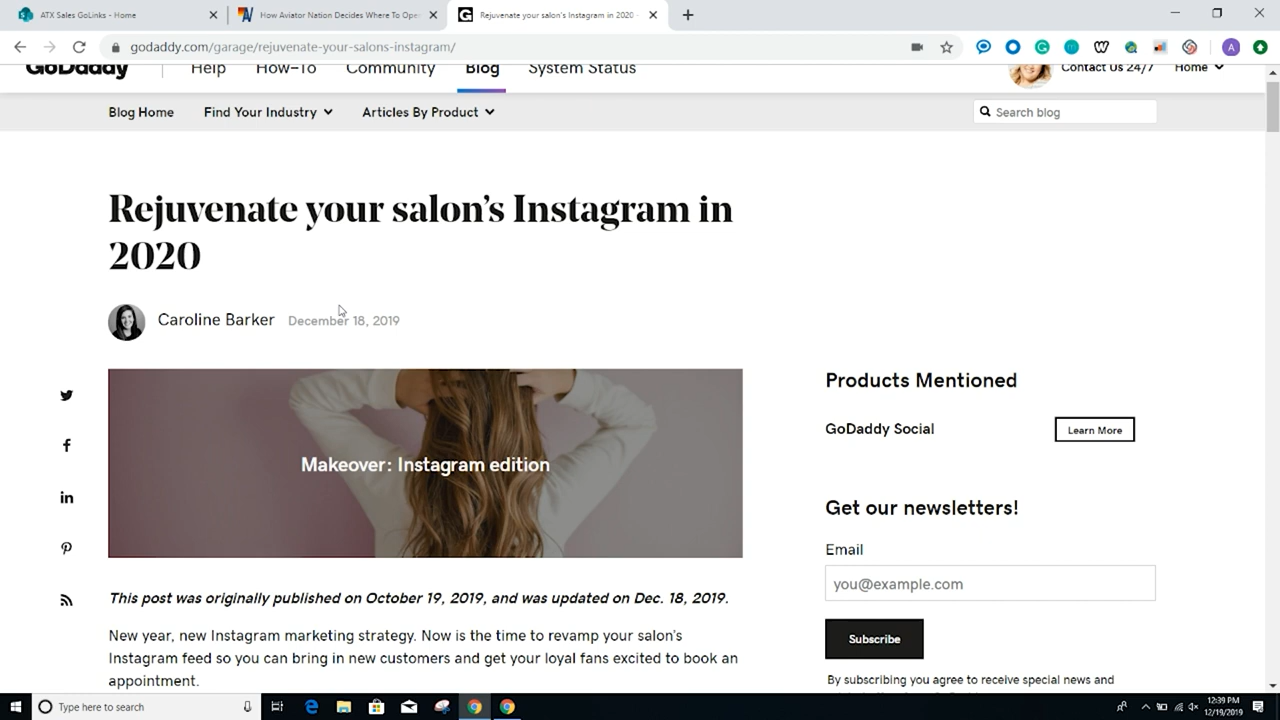 ATX Sales GoLinks - Home
How Aviator Nation Decides Where To Ope
Rejuvenate your salon's Instagram in 2020
godaddy.com/garage/rejuvenate-your-salons-instagram/
A
GoDaddy
Help
How-To
Community
Blog
System Status
Contact Us 24/7
Home
Blog Home
Find Your Industry
Articles By Product
Search blog
Rejuvenate your salon’s Instagram in
2020
Caroline Barker
December 18, 2019
Makeover: Instagram edition
Products Mentioned
GoDaddy Social
Learn More
Get our newsletters!
Email
you@example.com
Subscribe
By subscribing you agree to receive special news and
This post was originally published on October 19, 2019, and was updated on Dec. 18, 2019.
New year, new Instagram marketing strategy. Now is the time to revamp your salon’s
Instagram feed so you can bring in new customers and get your loyal fans excited to book an
appointment.
Type here to search
12:39 PM
12/19/2019